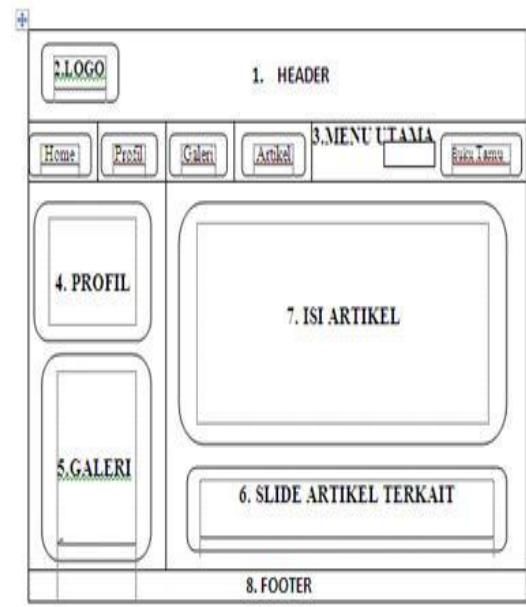 2.LOGO
1. HEADER
3.MENU UTAMA
Home
Profil
Galeri
Artikel
Buku Tamu
4. PROFIL
7. ISI ARTIKEL
5.GALERI
6. SLIDE ARTIKEL TERKAIT
8. FOOTER